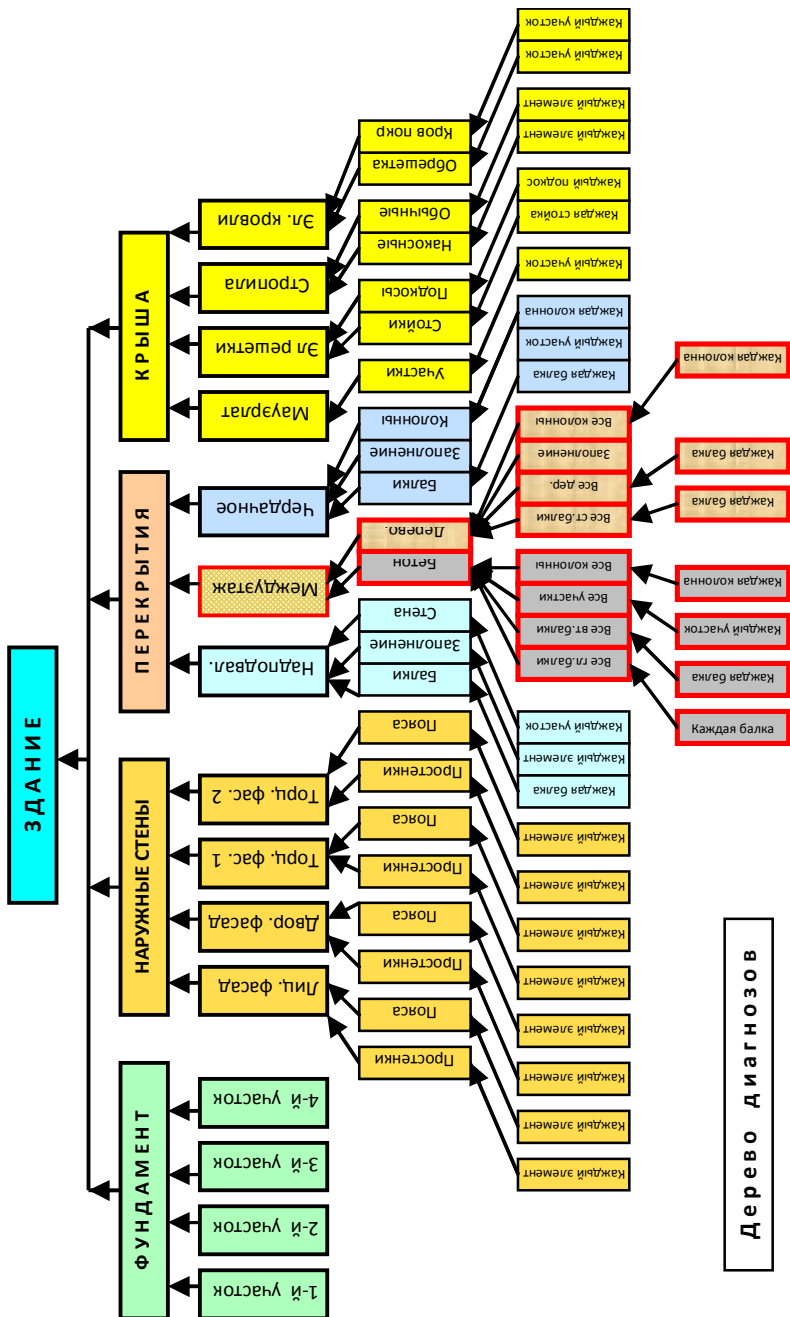 ЗДАНИЕ
ФУНДАМЕНТ
НАРУЖНЫЕ СТЕНЫ
ПЕРЕКРЫТИЯ
КРЫША
1-й участок
2-й участок
3-й участок
4-й участок
Лиц. фасад
Двор. фасад
Торц. фас. 1
Торц. фас. 2
Надподвал.
Междуэтаж
Чердачное
Мауэрлат
Эл решетки
Стропила
Эл. кровли
Простенки
Пояса
Простенки
Пояса
Простенки
Пояса
Простенки
Пояса
Балки
Заполнение
Стена
Бетон
Дерево.
Балки
Заполнение
Колонны
Участки
Стойки
Подкосы
Накосные
Обычные
Обрешетка
Кров покр
Каждый элемент
Каждый элемент
Каждый элемент
Каждый элемент
Каждый элемент
Каждый элемент
Каждый элемент
Каждый элемент
Каждая балка
Каждый элемент
Каждый участок
Все гл.балки
Все вт.балки
Все участки
Все колонны
Все ст.балки
Все дер.
Заполнение
Все колонны
Каждая балка
Каждый участок
Каждая колонна
Каждый участок
Каждая стойка
Каждый подкос
Каждый элемент
Каждый элемент
Каждый участок
Каждый участок
Каждая балка
Каждая балка
Каждый участок
Каждая колонна
Каждая балка
Каждая балка
Каждая колонна
Дерево диагнозов